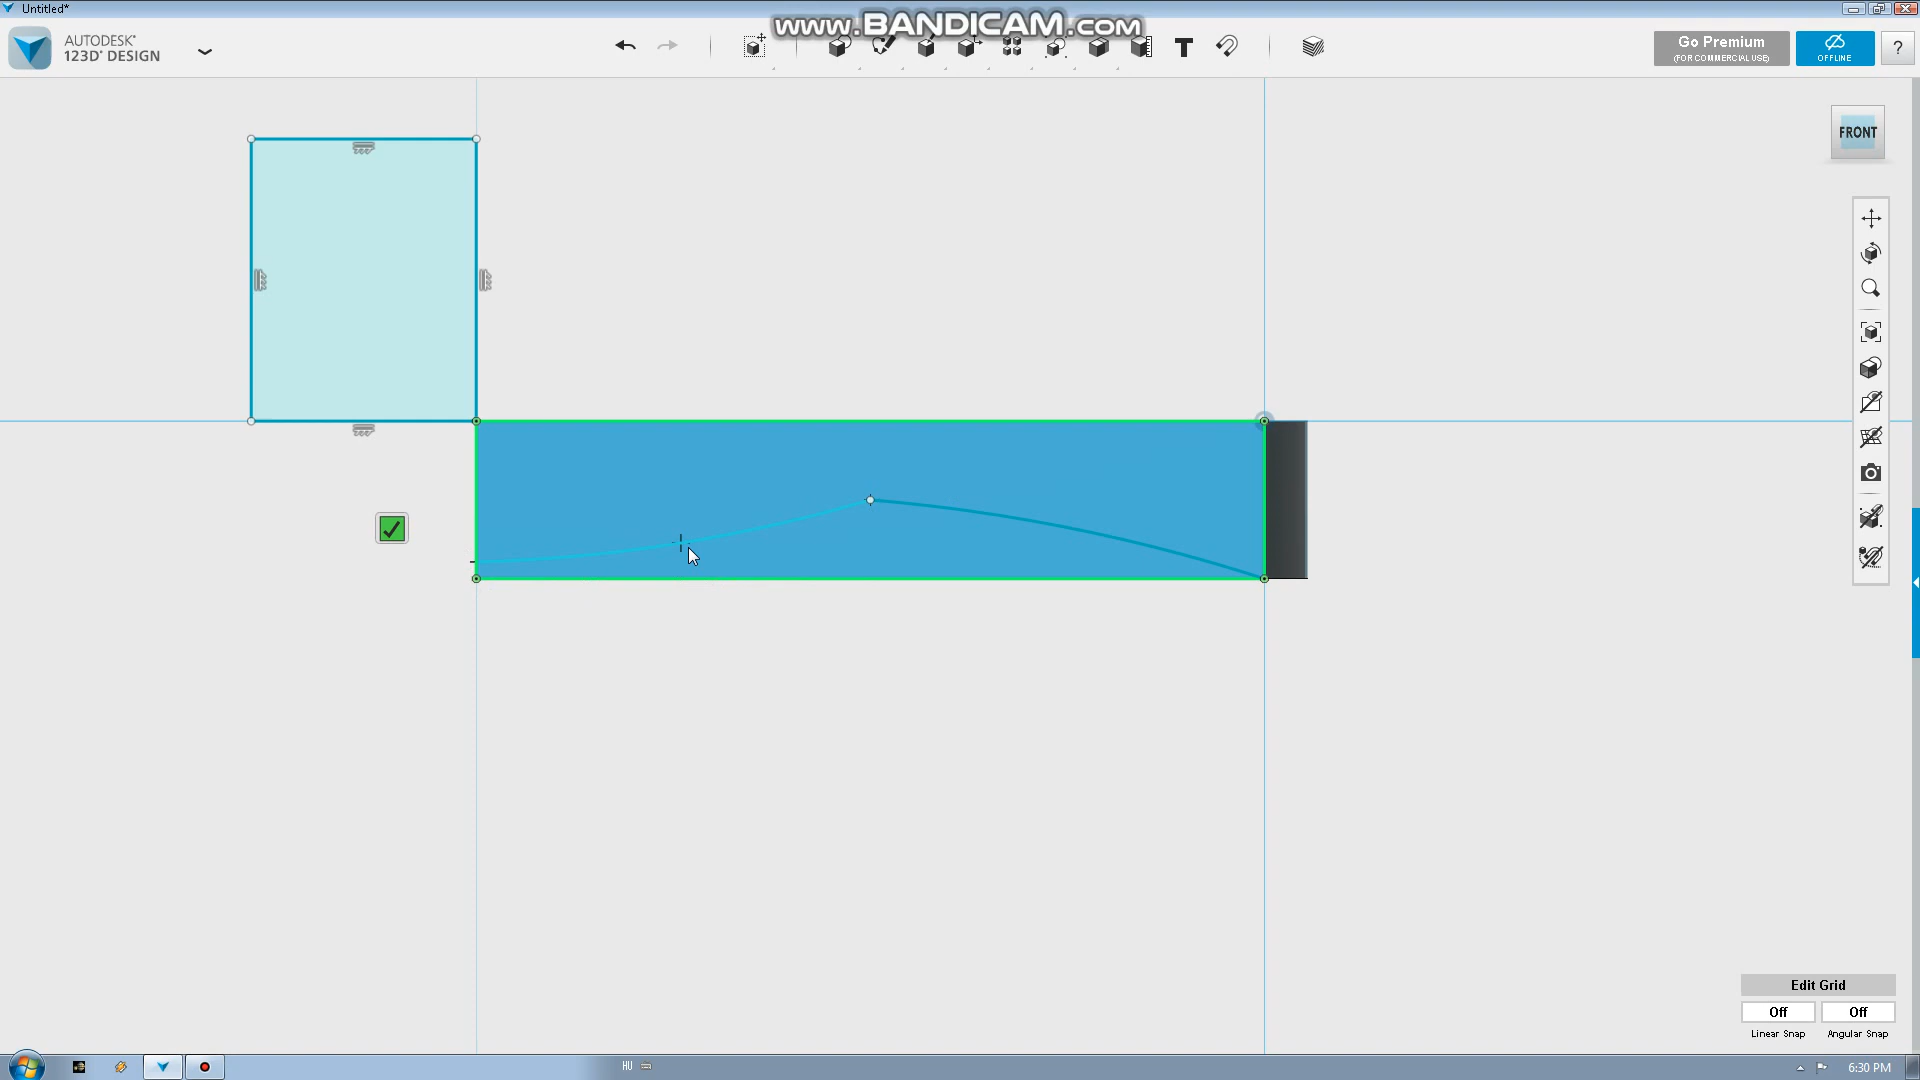 Untitled*
www.BANDICAM.com
AUTODESK®
123D® DESIGN
T
Go Premium
(FOR COMMERCIAL USE)
OFFLINE
?
FRONT
Edit Grid
Off
Off
Linear Snap
Angular Snap
HU
6:30 PM